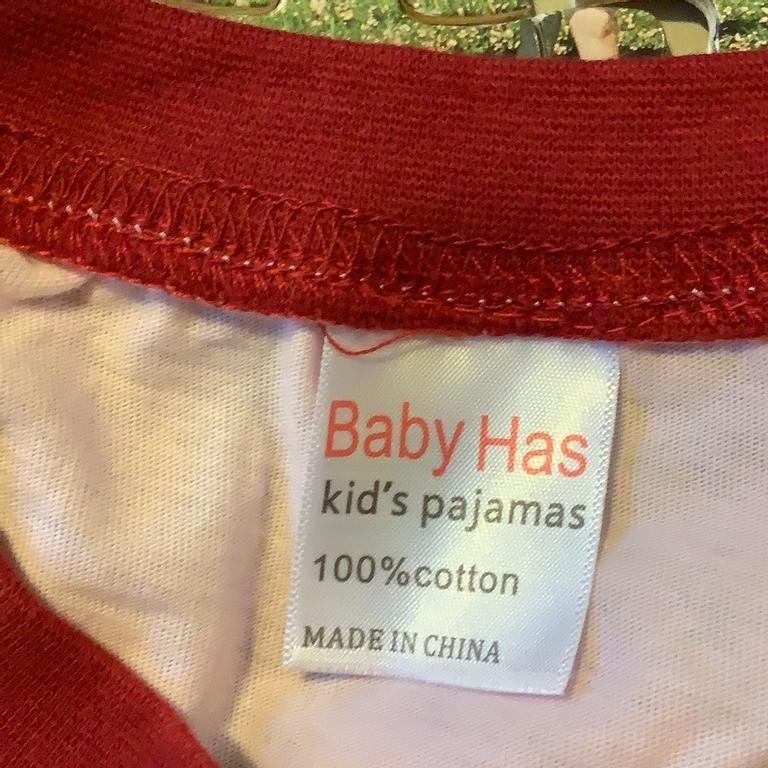 Baby Has
kid's pajamas
100%cotton
MADE IN CHINA